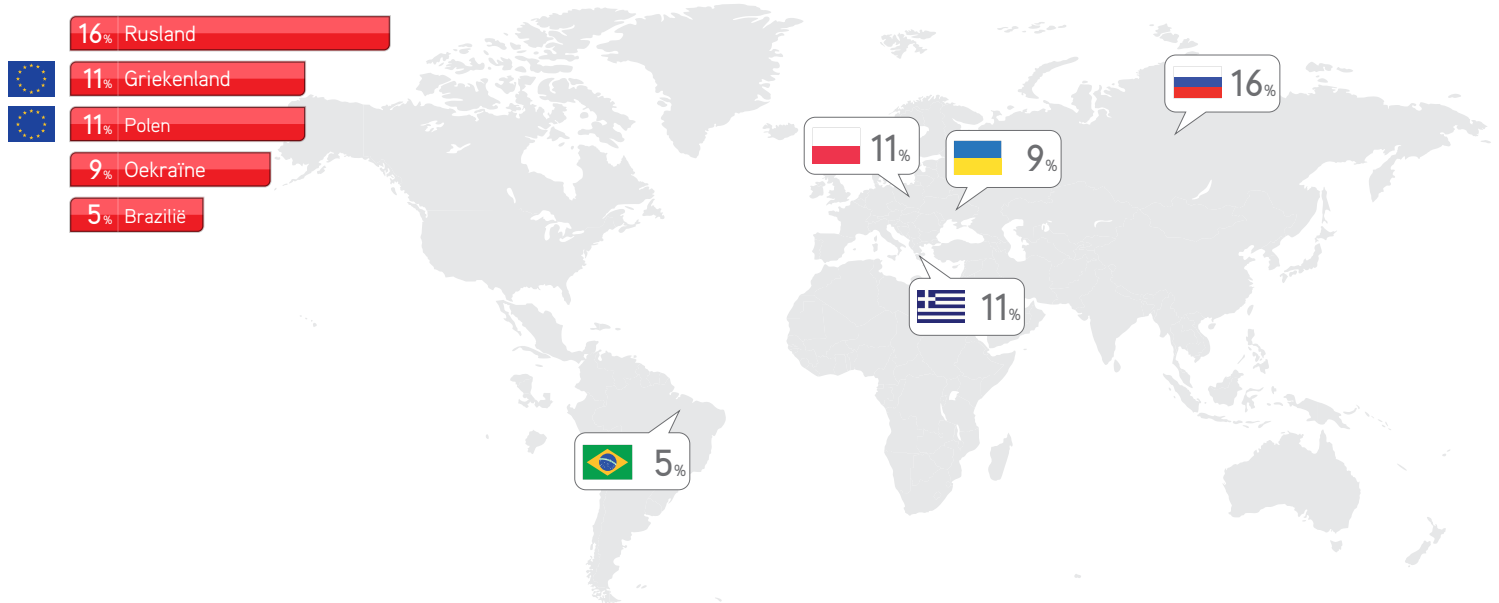 16% Rusland
11% Griekenland
11% Polen
9% Oekraïne
5% Brazilië
16%
11%
9%
11%
5%